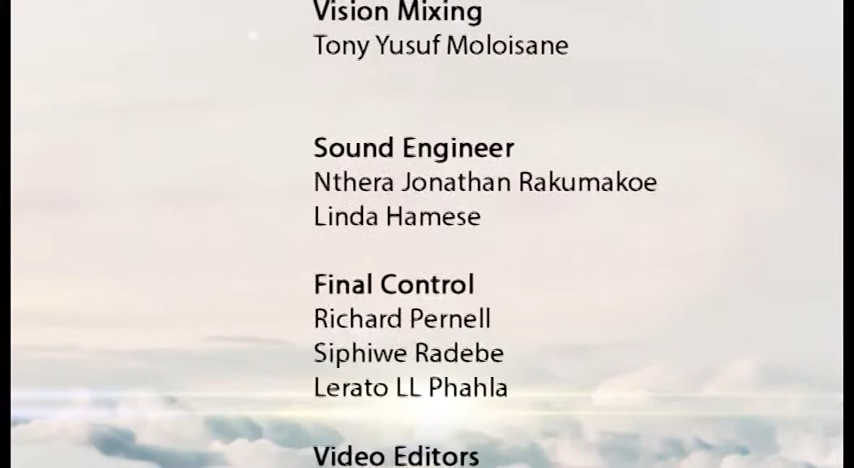 Vision Mixing
Tony Yusuf Moloisane
Sound Engineer
Nthera Jonathan Rakumakoe
Linda Hamese
Final Control
Richard Pernell
Siphiwe Radebe
Lerato LL Phahla
Video Editors